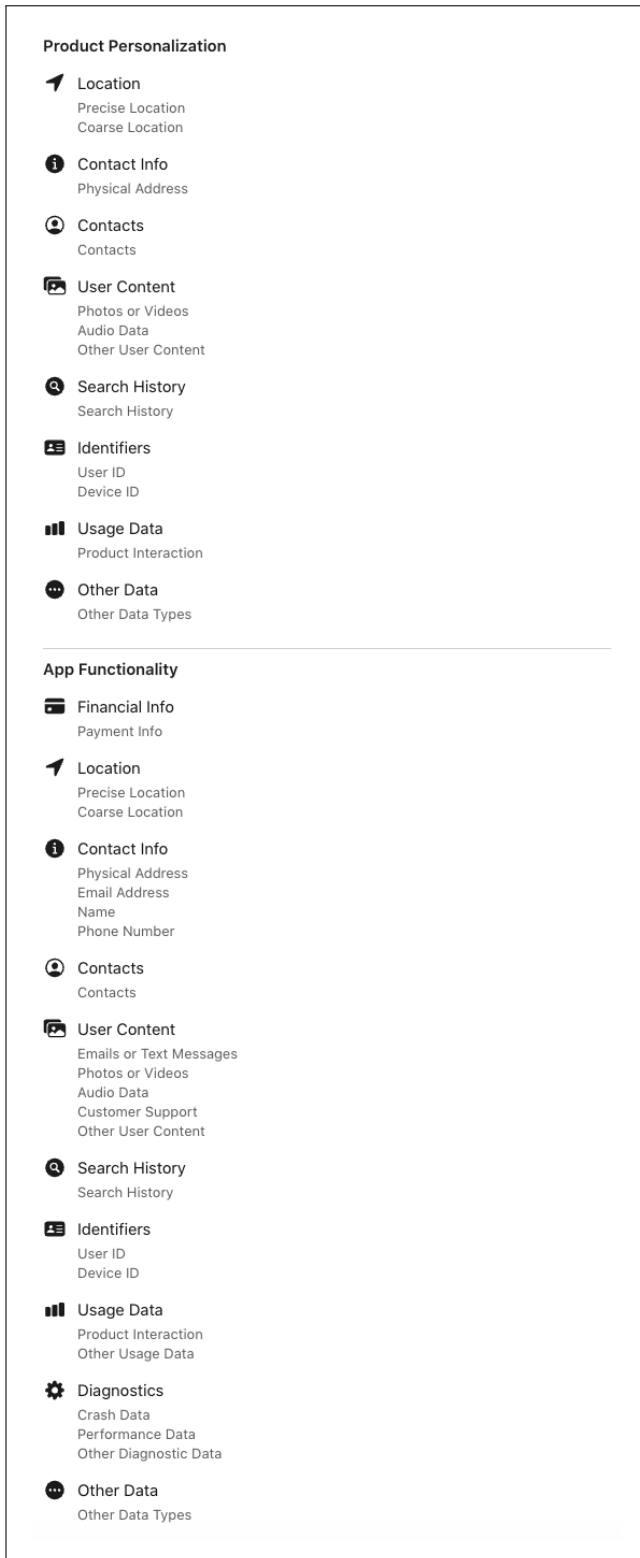 Product Personalization
Location
Precise Location
Coarse Location
Contact Info
Physical Address
Contacts
Contacts
User Content
Photos or Videos
Audio Data
Other User Content
Search History
Search History
Identifiers
User ID
Device ID
Usage Data
Product Interaction
Other Data
Other Data Types
App Functionality
Financial Info
Payment Info
Location
Precise Location
Coarse Location
Contact Info
Physical Address
Email Address
Name
Phone Number
Contacts
Contacts
User Content
Emails or Text Messages
Photos or Videos
Audio Data
Customer Support
Other User Content
Search History
Search History
Identifiers
User ID
Device ID
Usage Data
Product Interaction
Other Usage Data
Diagnostics
Crash Data
Performance Data
Other Diagnostic Data
Other Data
Other Data Types